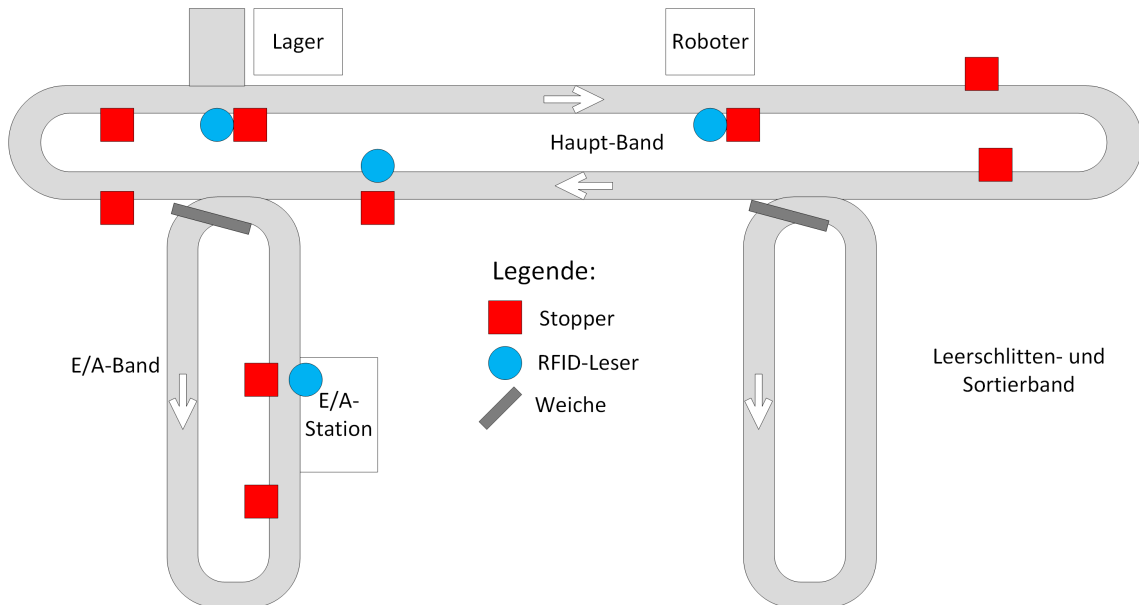 Lager
Roboter
Haupt-Band
Legende:
Stopper
E/A-Band
RFID-Leser
Leerschlitten- und
Sortierband
E/A-
Station
Weiche